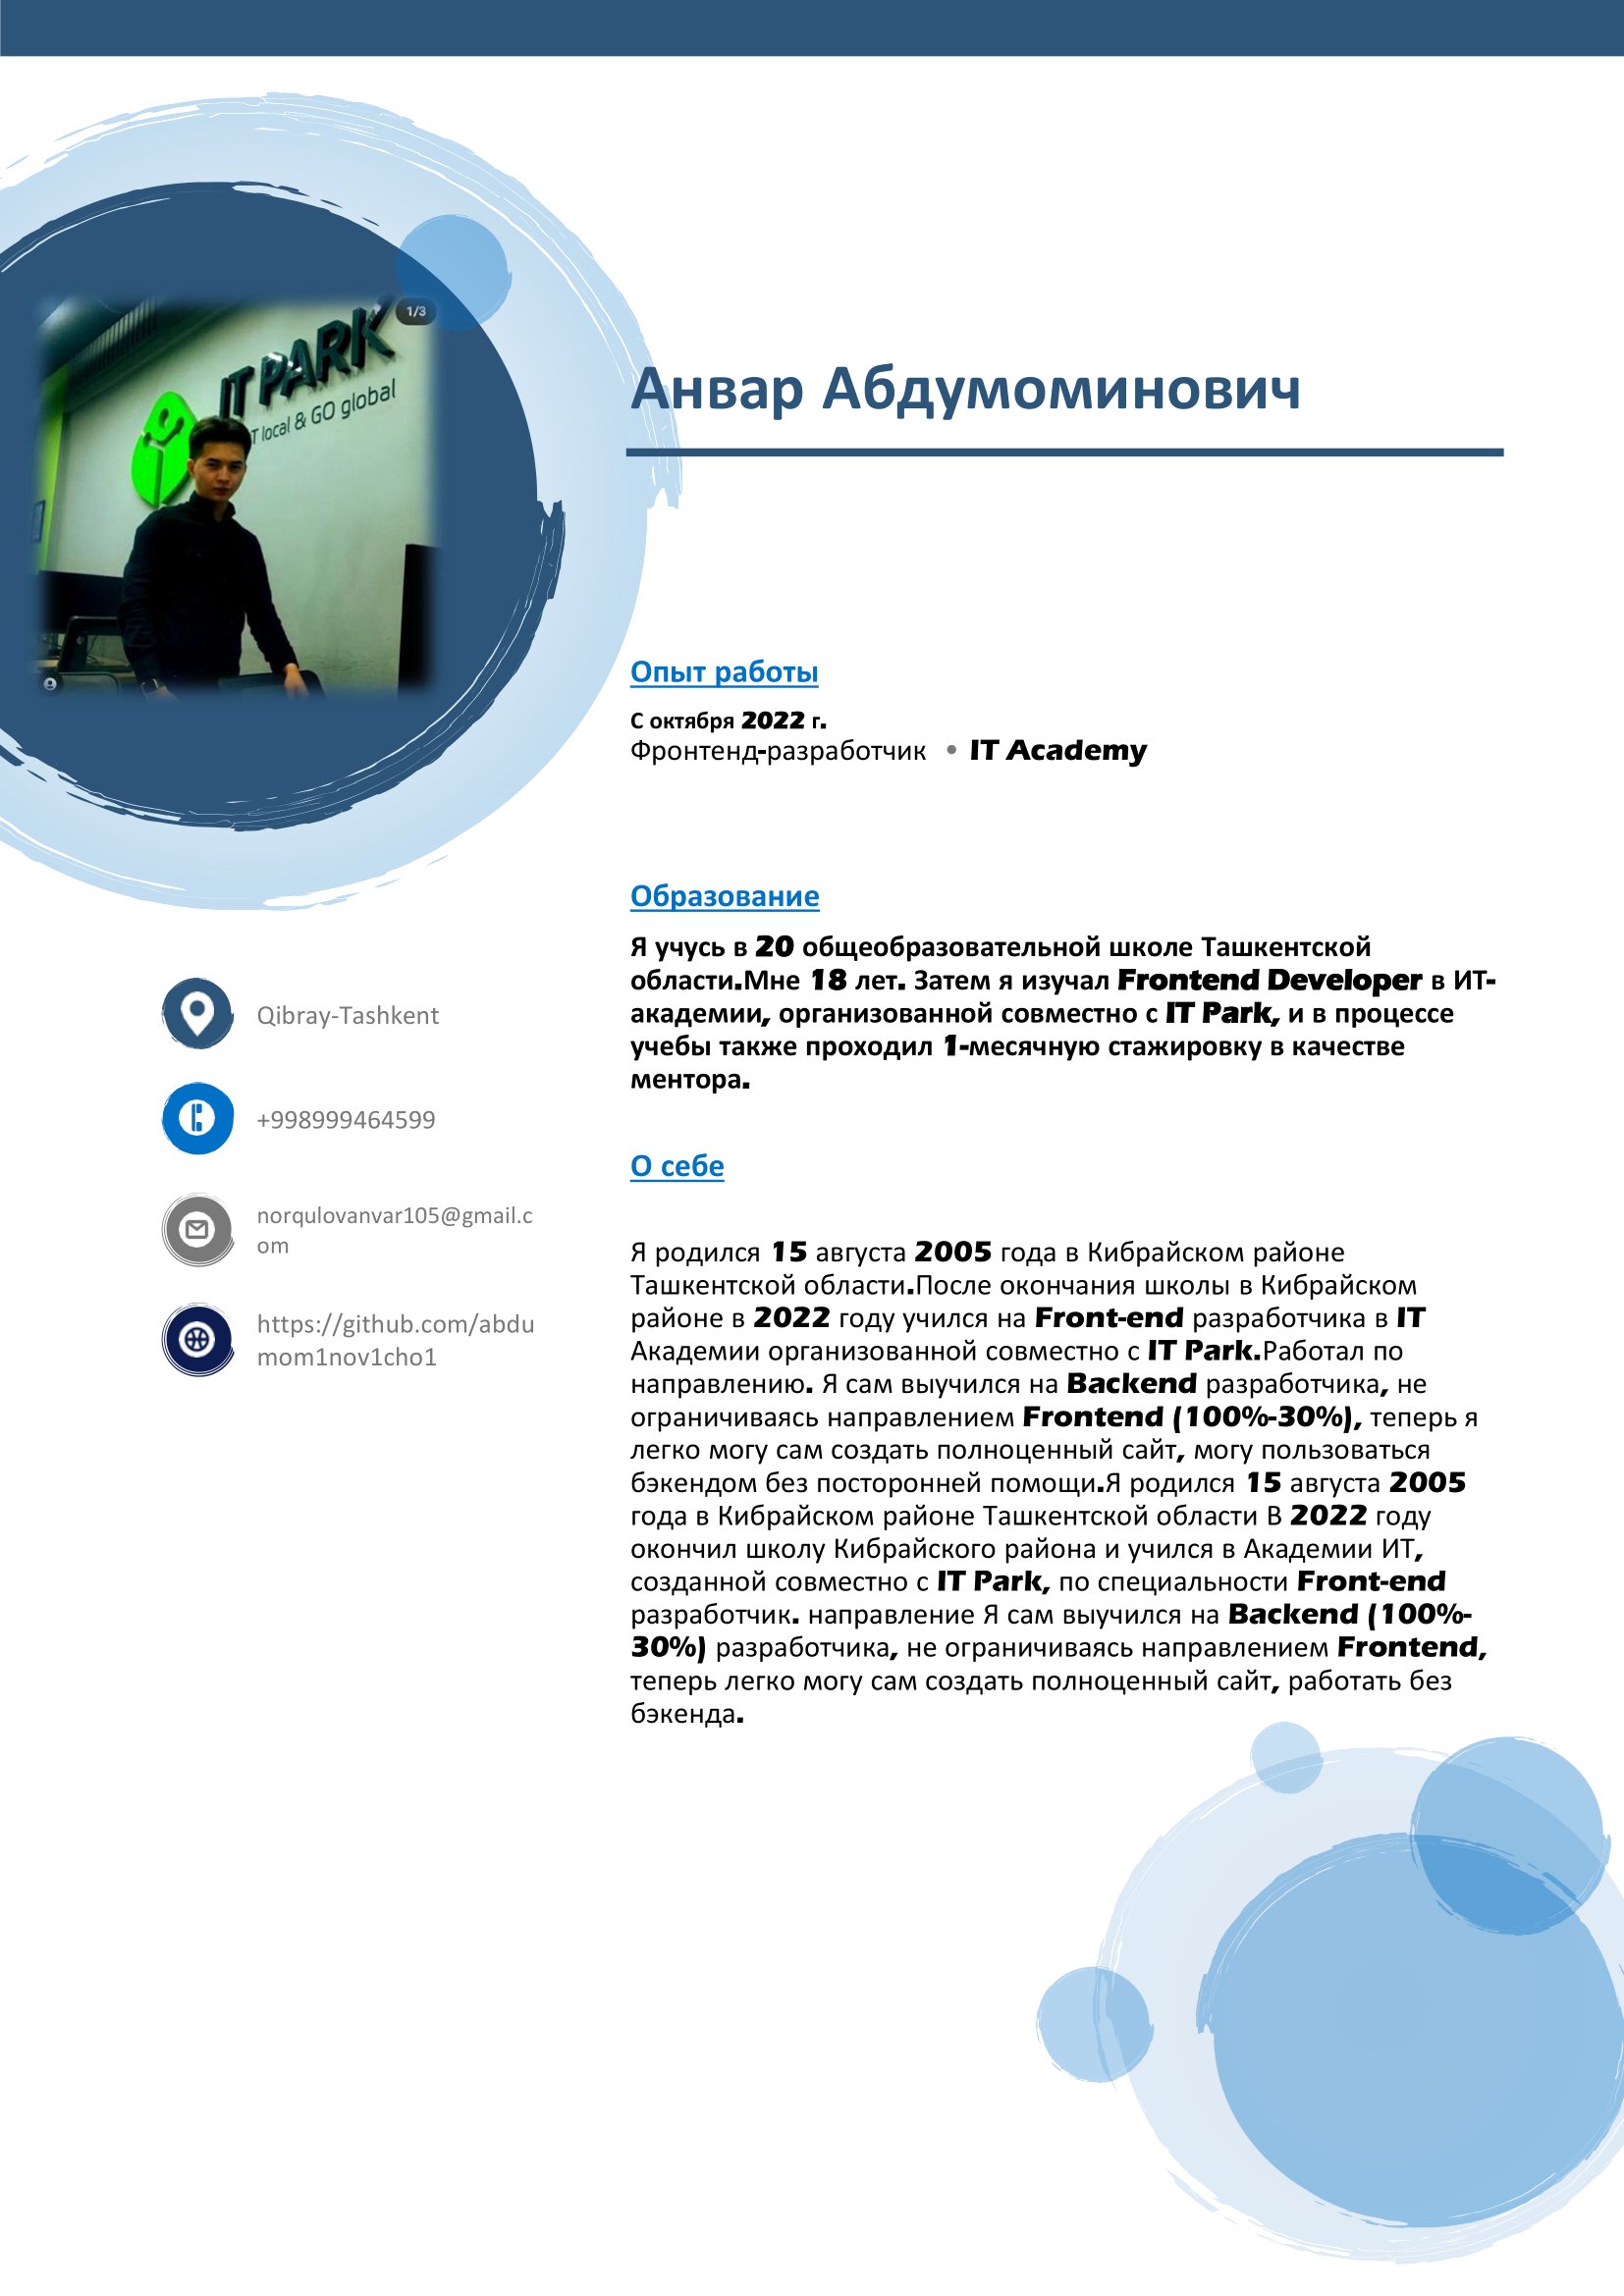 1/3
IT PARK
T local & GO global
Анвар Абдумоминович
Опыт работы
С октября 2022 г.
Фронтенд-разработчик • IT Academy
Образование
Я учусь в 20 общеобразовательной школе Ташкентской
области.Мне 18 лет. Затем я изучал Frontend Developer в ИТ-
академии, организованной совместно с IT Park, и в процессе
учебы также проходил 1-месячную стажировку в качестве
ментора.
Qibray-Tashkent
+998999464599
norqulovanvar105@gmail.c
om
https://github.com/abdu
mom1nov1cho1
О себе
Я родился 15 августа 2005 года в Кибрайском районе
Ташкентской области.После окончания школы в Кибрайском
районе в 2022 году учился на Front-end разработчика в IT
Академии организованной совместно с IT Park.Работал по
направлению. Я сам выучился на Backend разработчика, не
ограничиваясь направлением Frontend (100%-30%), теперь я
легко могу сам создать полноценный сайт, могу пользоваться
бэкендом без посторонней помощи.Я родился 15 августа 2005
года в Кибрайском районе Ташкентской области В 2022 году
окончил школу Кибрайского района и учился в Академии ИТ,
созданной совместно с IT Park, по специальности Front-end
разработчик. направление Я сам выучился на Backend (100%-
30%) разработчика, не ограничиваясь направлением Frontend,
теперь легко могу сам создать полноценный сайт, работать без
бэкенда.